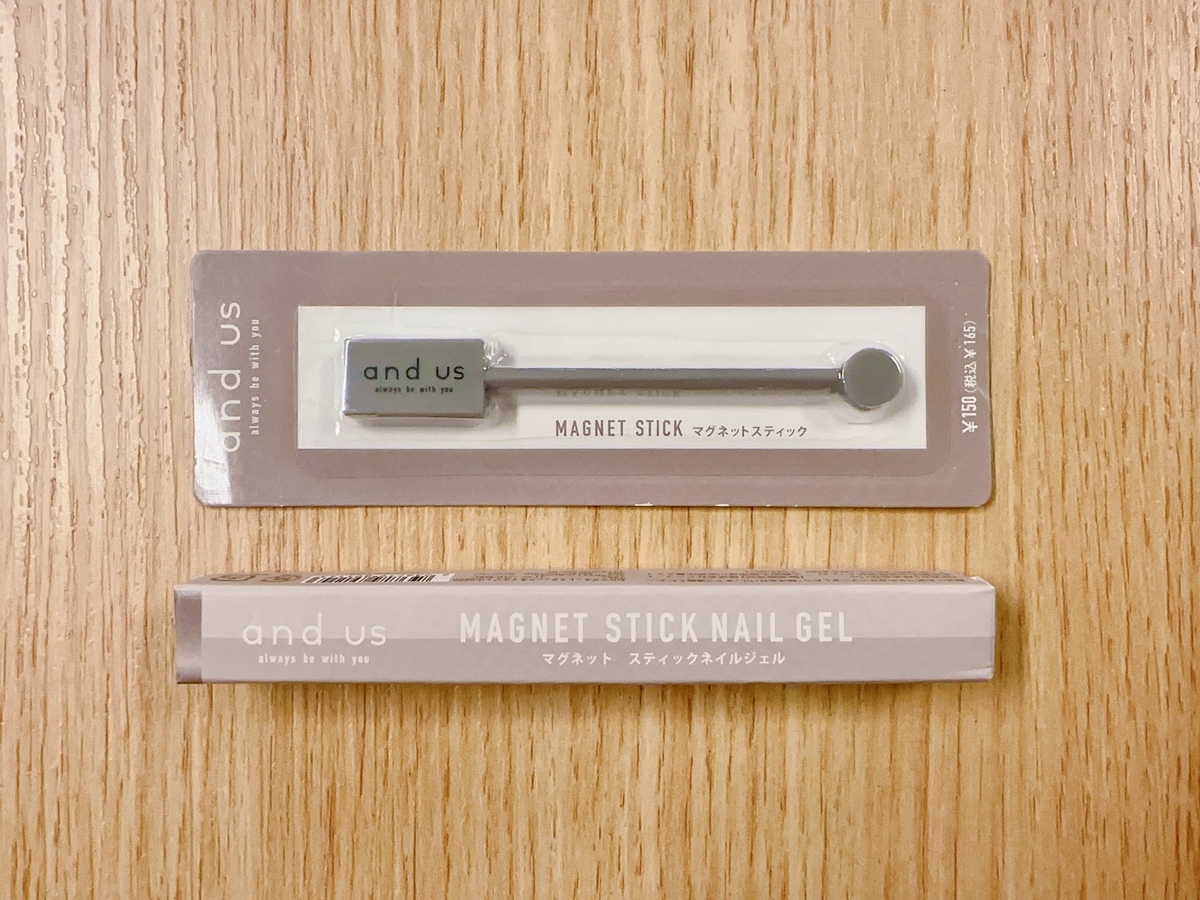 and us
always be with you
and us
always be with you
MAGNET STICK マグネットスティック
¥150(税込¥165)
and us
always be with you
MAGNET STICK NAIL GEL
マグネット スティックネイルジェル